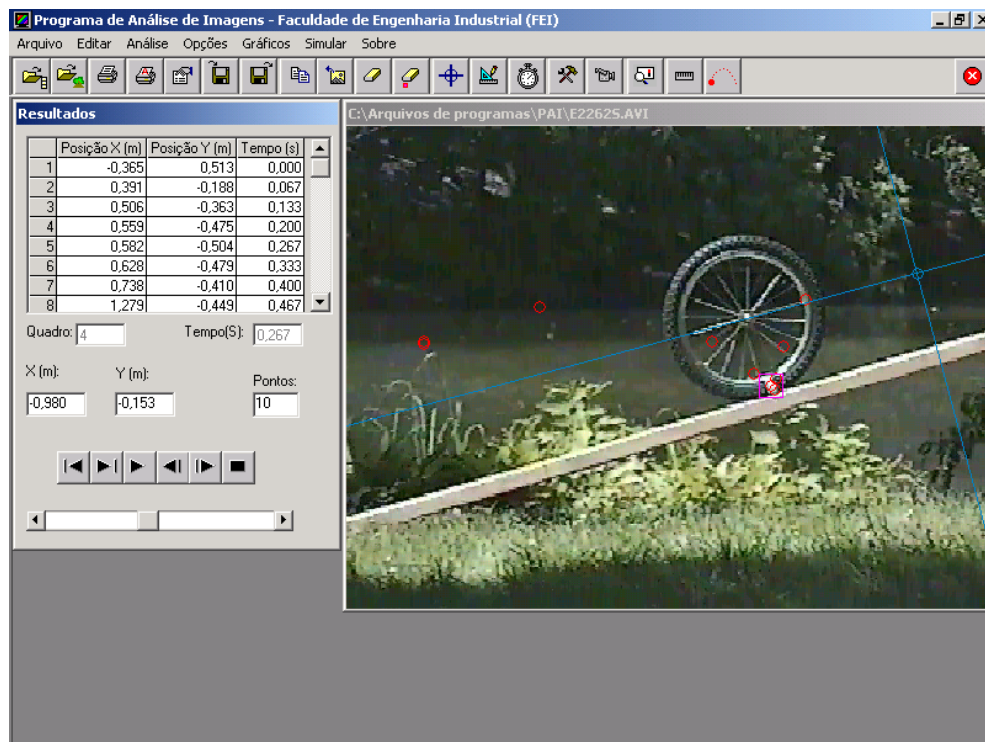 Programa de Análise de Imagens - Faculdade de Engenharia Industrial (FEI)
Arquivo Editar Análise Opções Gráficos Simular Sobre
Resultados
C:\Arquivos de programas\PAI\E2262S.AVI
Posição X (m) Posição Y (m) Tempo (s)
1 -0,365 0,513 0,000
2 0,391 -0,188 0,067
3 0,506 -0,363 0,133
4 0,559 -0,475 0,200
5 0,582 -0,504 0,267
6 0,628 -0,479 0,333
7 0,738 -0,410 0,400
8 1,279 -0,449 0,467
Quadro: 4 Tempo(S): 0,267
X (m): Y (m): Pontos:
-0,980 -0,153 10